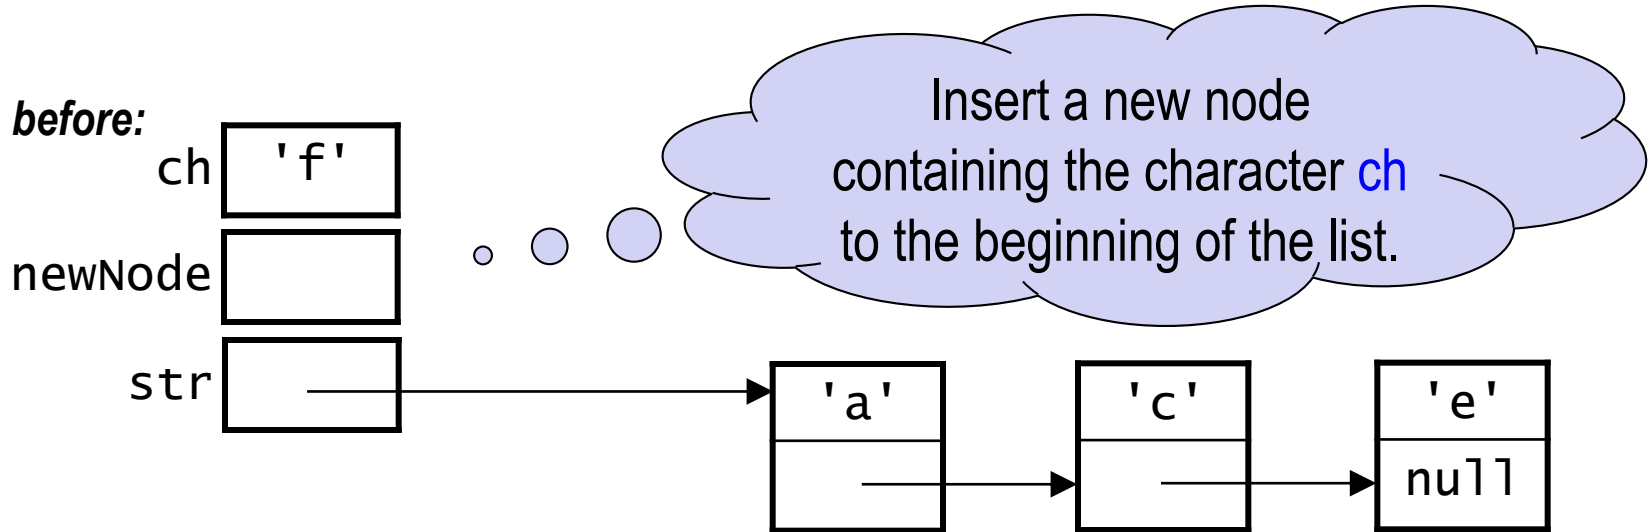 before:
ch 'f'
newNode
str
Insert a new node
containing the character ch
to the beginning of the list.
'a' 'c' 'e'
null